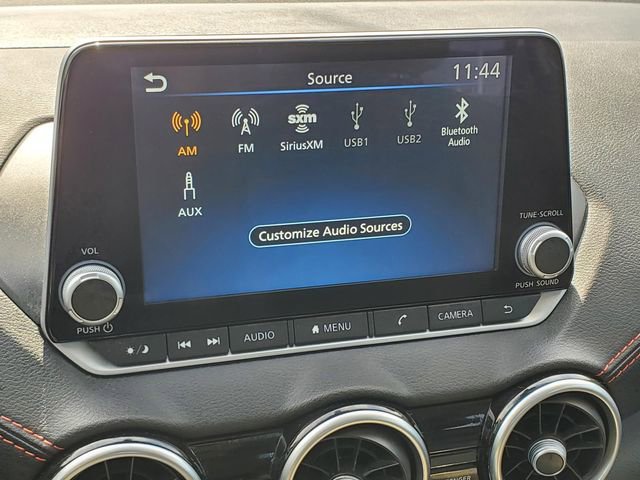 Source
11:44
AM
FM
sxm
SiriusXM
USB1
USB2
Bluetooth
Audio
AUX
Customize Audio Sources
VOL
PUSH
TUNE·SCROLL
PUSH SOUND
AUDIO
MENU
CAMERA